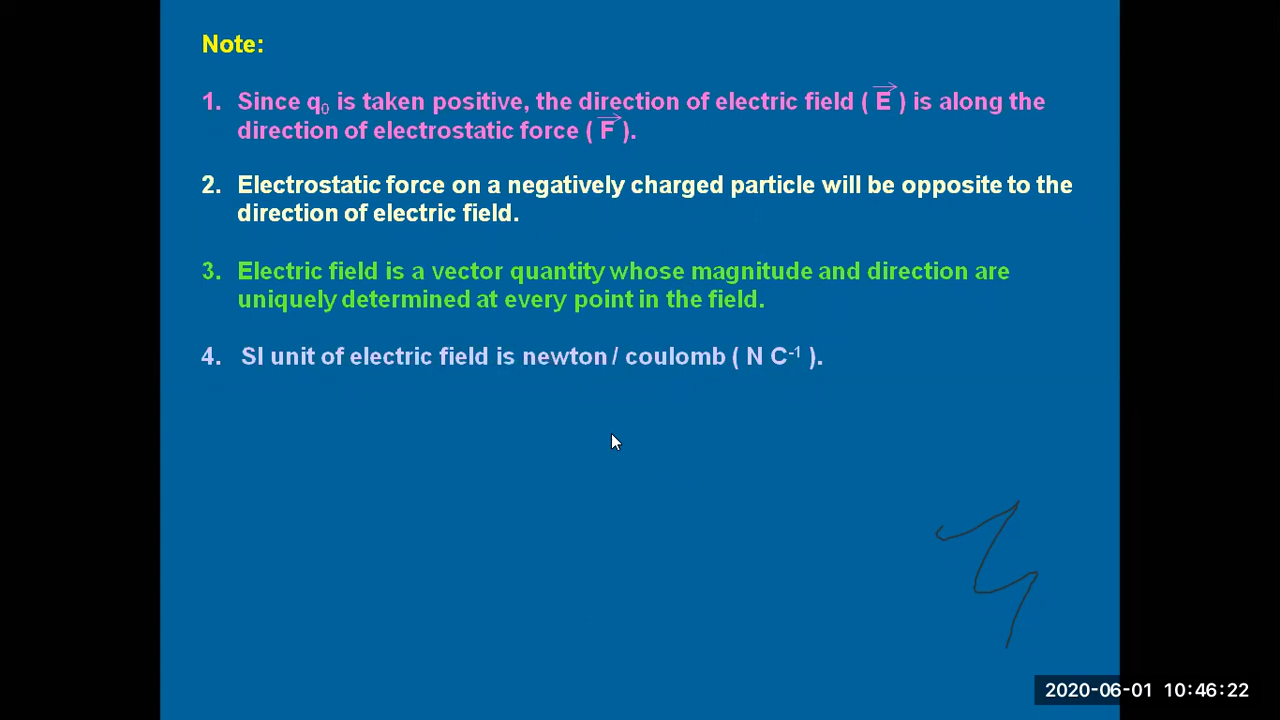 Note:
1. Since q₀ is taken positive, the direction of electric field ( E⃗ ) is along the
direction of electrostatic force ( F⃗ ).
2. Electrostatic force on a negatively charged particle will be opposite to the
direction of electric field.
3. Electric field is a vector quantity whose magnitude and direction are
uniquely determined at every point in the field.
4. SI unit of electric field is newton / coulomb ( N C⁻¹ ).
2020-06-01 10:46:22